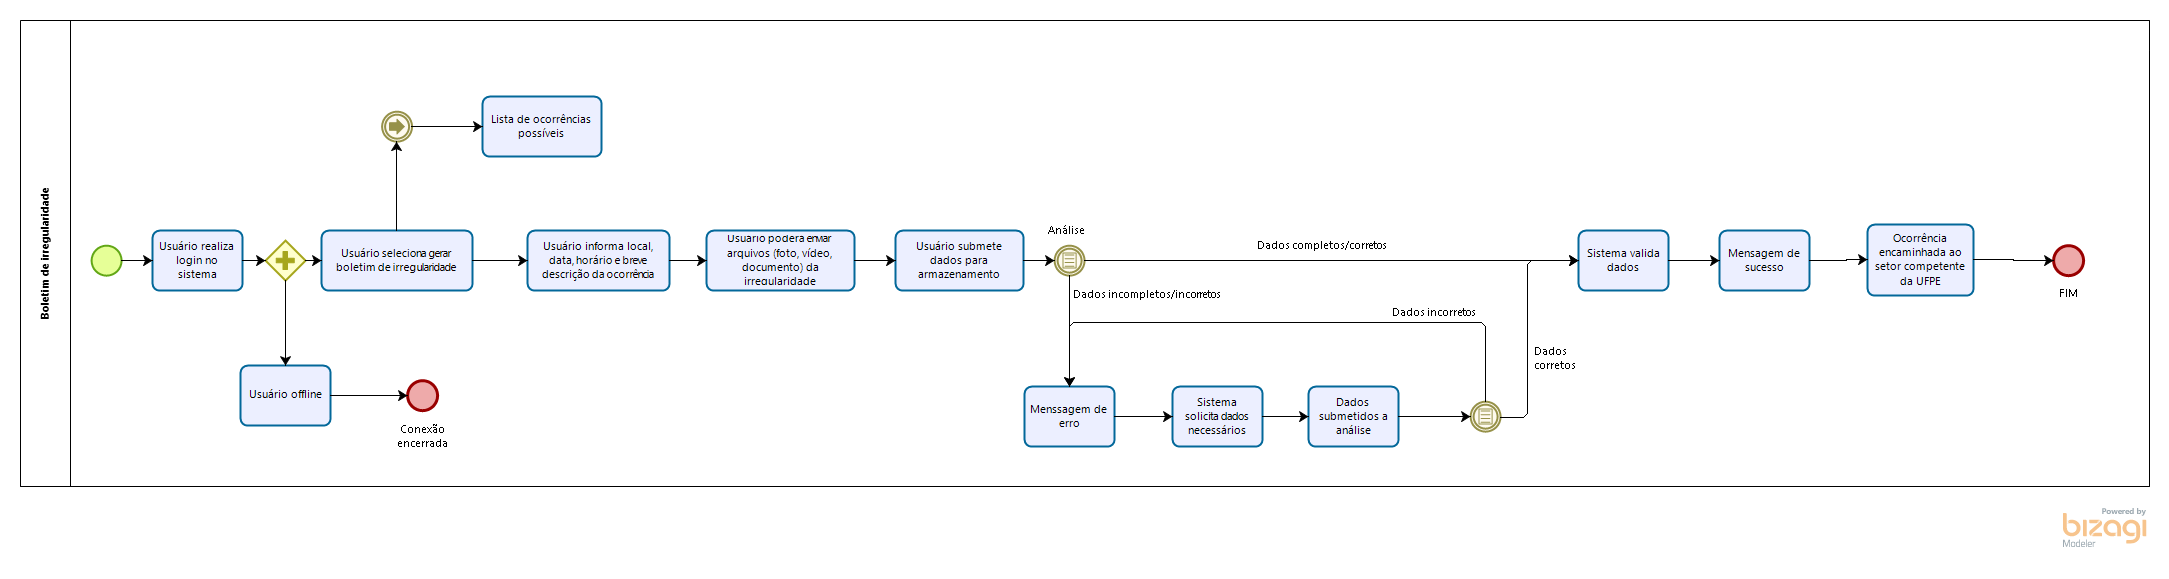 Boletim de irregularidade
Lista de ocorrências
possíveis
Usuário realiza
login no
sistema
Usuário seleciona gerar
boletim de irregularidade
Usuário informa local,
data, horário e breve
descrição da ocorrência
Usuário poderá enviar
arquivos (foto, vídeo,
documento) da
irregularidade
Usuário submete
dados para
armazenamento
Análise
Dados completos/corretos
Sistema valida
dados
Mensagem de
sucesso
Ocorrência
encaminhada ao
setor competente
da UFPE
FIM
Dados incompletos/incorretos
Dados incorretos
Dados
corretos
Usuário offline
Conexão
encerrada
Menssagem de
erro
Sistema
solicita dados
necessários
Dados
submetidos a
análise
Powered by
bizagi
Modeler